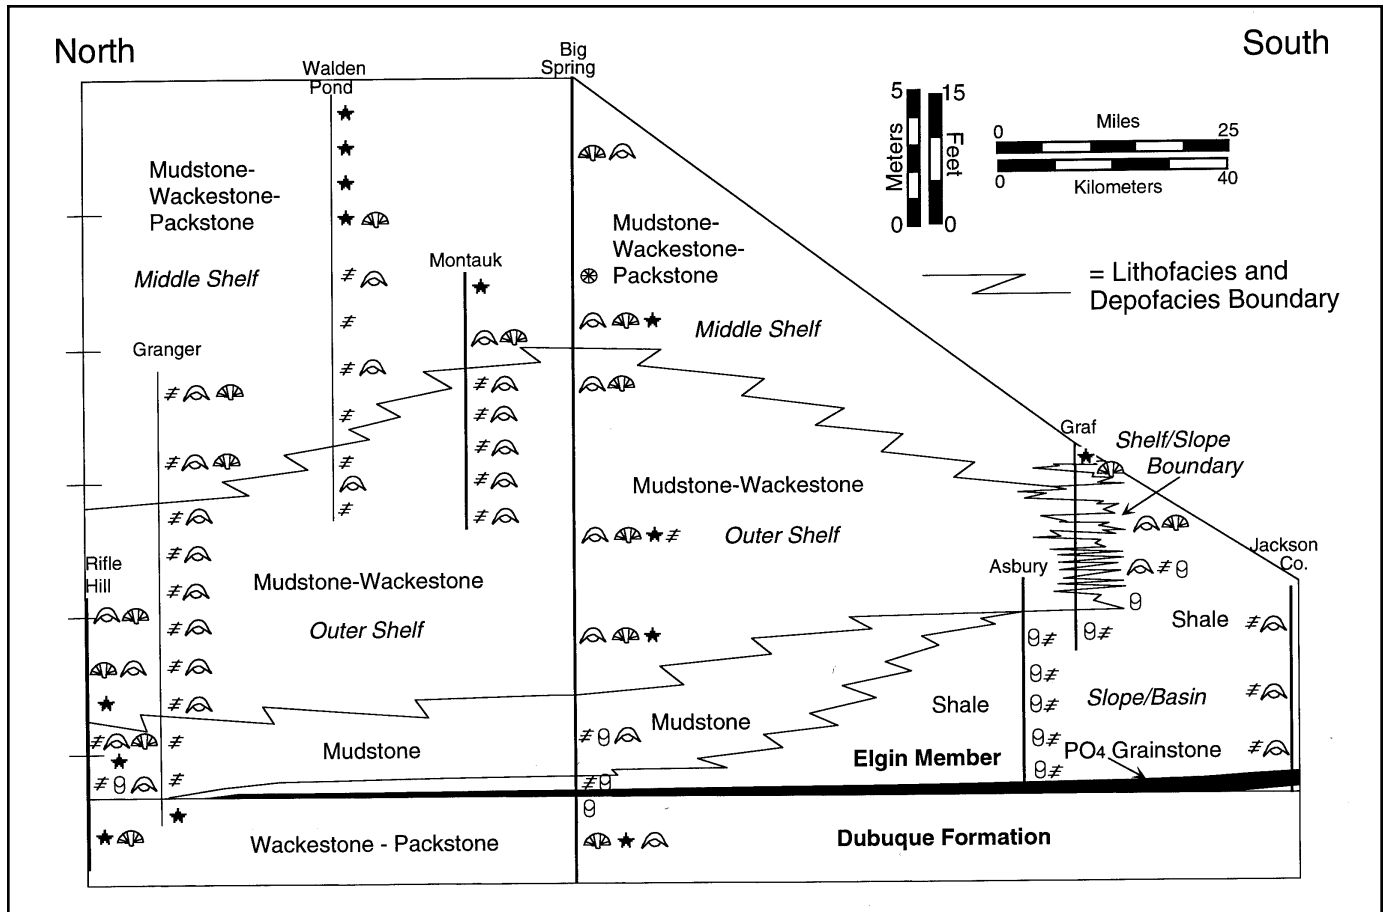 North
South
Walden
Pond
Big
Spring
5
15
Meters
Feet
0
0
Miles
0
25
0
40
Kilometers
Mudstone-
Wackestone-
Packstone
Middle Shelf
Mudstone-
Wackestone-
Packstone
Middle Shelf
Montauk
= Lithofacies and
Depofacies Boundary
Granger
Graf
Shelf/Slope
Boundary
Mudstone-Wackestone
Outer Shelf
Jackson
Co.
Rifle
Hill
Asbury
Mudstone-Wackestone
Outer Shelf
Shale
Slope/Basin
Shale
Mudstone
Mudstone
Elgin Member
PO4 Grainstone
Wackestone - Packstone
Dubuque Formation